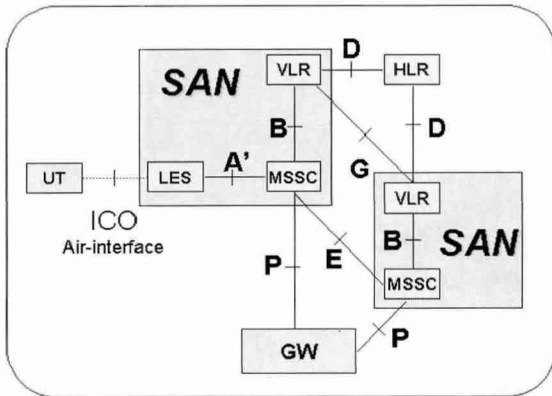 D
SAN
VLR
HLR
B
D
A'
G
UT
LES
MSSC
VLR
ICO
Air-interface
B
SAN
P
E
MSSC
GW
P